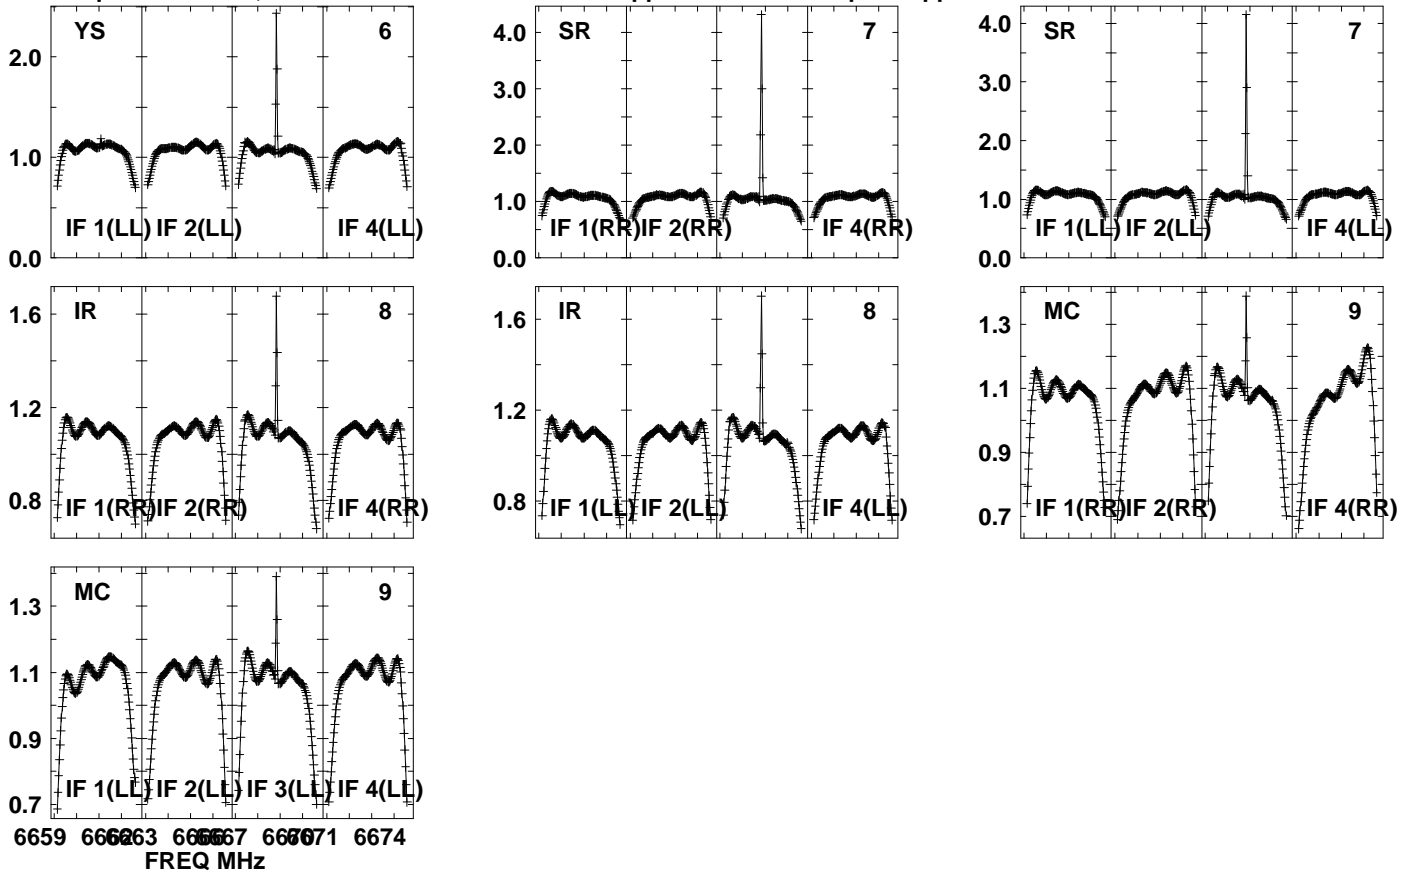 YS 6
2.0
1.0
0.0
IF 1(LL) IF 2(LL) IF 4(LL)
SR 7
4.0
3.0
2.0
1.0
0.0
IF 1(RR) IF 2(RR) IF 4(RR)
SR 7
4.0
3.0
2.0
1.0
0.0
IF 1(LL) IF 2(LL) IF 4(LL)
IR 8
1.6
1.2
0.8
IF 1(RR) IF 2(RR) IF 4(RR)
IR 8
1.6
1.2
0.8
IF 1(LL) IF 2(LL) IF 4(LL)
MC 9
1.3
1.1
0.9
0.7
IF 1(RR) IF 2(RR) IF 4(RR)
MC 9
1.3
1.1
0.9
0.7
IF 1(LL) IF 2(LL) IF 3(LL) IF 4(LL)
6659 6662 6663 6666 6667 6670 6671 6674
FREQ MHz